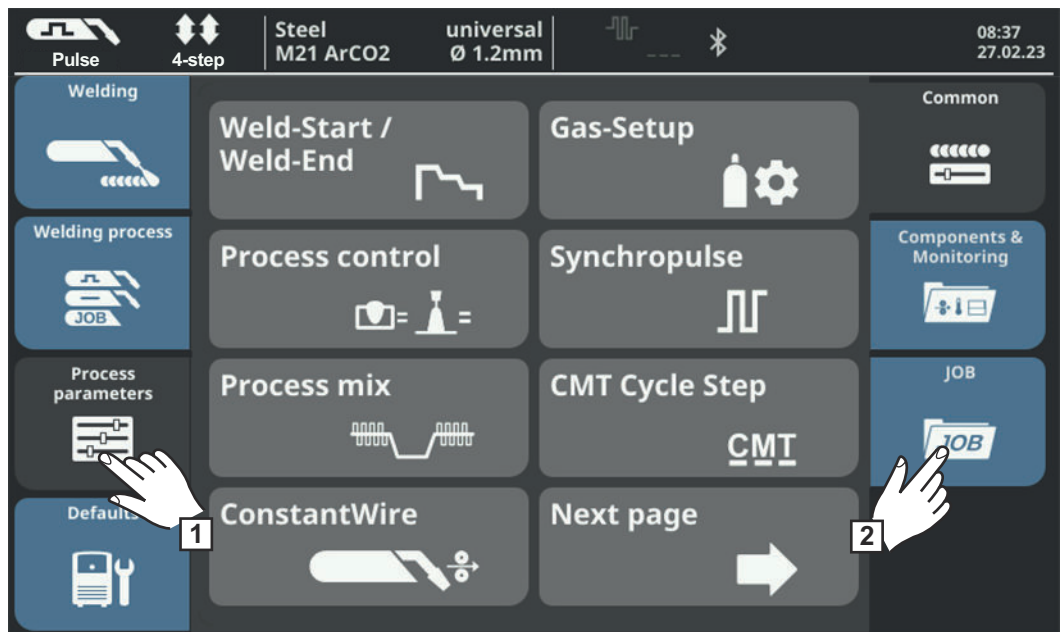 Pulse
4-step
Steel universal
M21 ArCO2 Ø 1.2mm
---
08:37
27.02.23
Welding
Welding process
JOB
Process
parameters
Defaults
1
Weld-Start /
Weld-End
Gas-Setup
Process control
= =
Synchropulse
Process mix
CMT Cycle Step
CMT
ConstantWire
Next page
Common
Components &
Monitoring
JOB
JOB
2